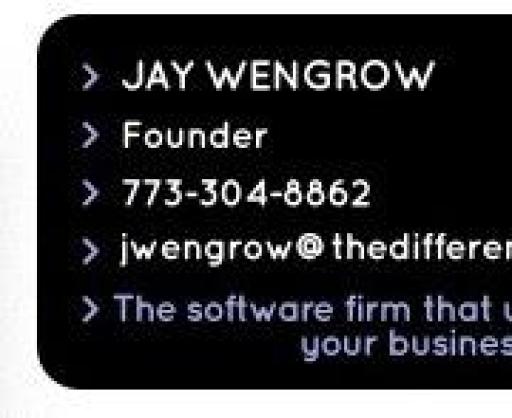 > JAY WENGROW
> Founder
> 773-304-8862
> jwengrow@thedifferen
> The software firm that u
your busines